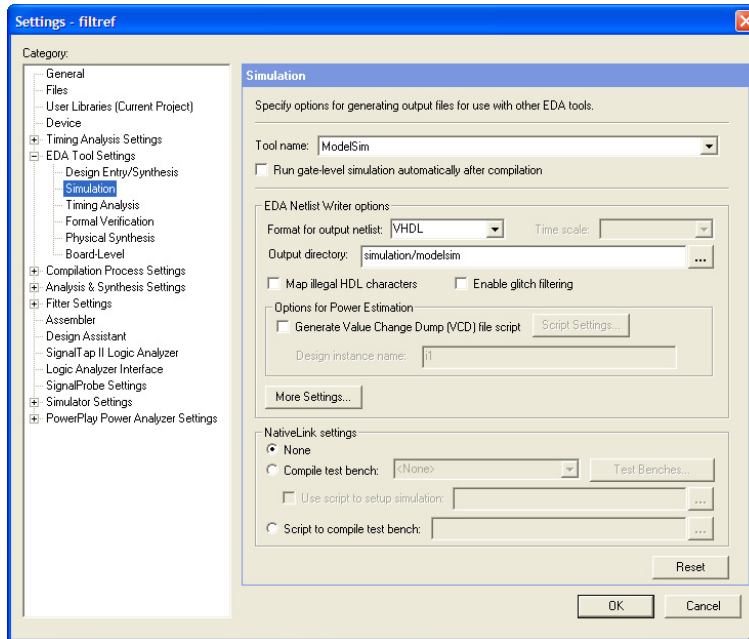 Settings - filtref
Category:
General
Files
User Libraries (Current Project)
Device
Timing Analysis Settings
EDA Tool Settings
Design Entry/Synthesis
Simulation
Timing Analysis
Formal Verification
Physical Synthesis
Board-Level
Compilation Process Settings
Analysis & Synthesis Settings
Fitter Settings
Assembler
Design Assistant
SignalTap II Logic Analyzer
Logic Analyzer Interface
SignalProbe Settings
Simulator Settings
PowerPlay Power Analyzer Settings
Simulation
Specify options for generating output files for use with other EDA tools.
Tool name: ModelSim
Run gate-level simulation automatically after compilation
EDA Netlist Writer options
Format for output netlist: VHDL Time scale:
Output directory: simulation/modelsim ...
Map illegal HDL characters Enable glitch filtering
Options for Power Estimation
Generate Value Change Dump (VCD) file script Script Settings...
Design instance name: i1
More Settings...
NativeLink settings
None
Compile test bench: <None> Test Benches...
Use script to setup simulation: ...
Script to compile test bench: ...
Reset
OK Cancel